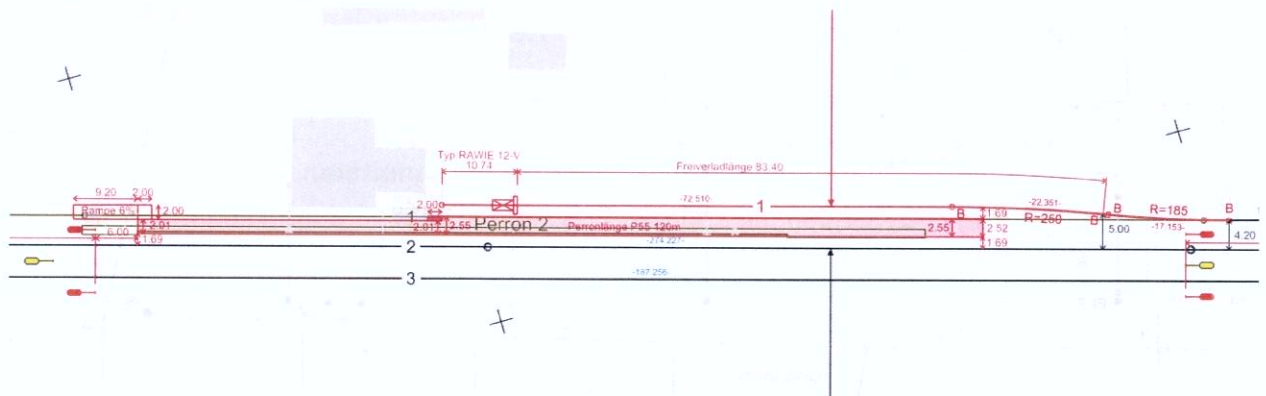 Typ RAWIE 12-V
10.74
Freiverladlänge 83.40
9.20 2.00
Rampe 6%
2.00
2.00
-72.510-
1
-22.351-
B
R=185
1
Perron 2
Perronlänge P55 120m
B
1.69
R=250
B
-17.153-
B
2.01
2.55
2.55
2.52
5.00
4.20
6.00
1.69
1.69
2
-274.227-
3
-187.256-